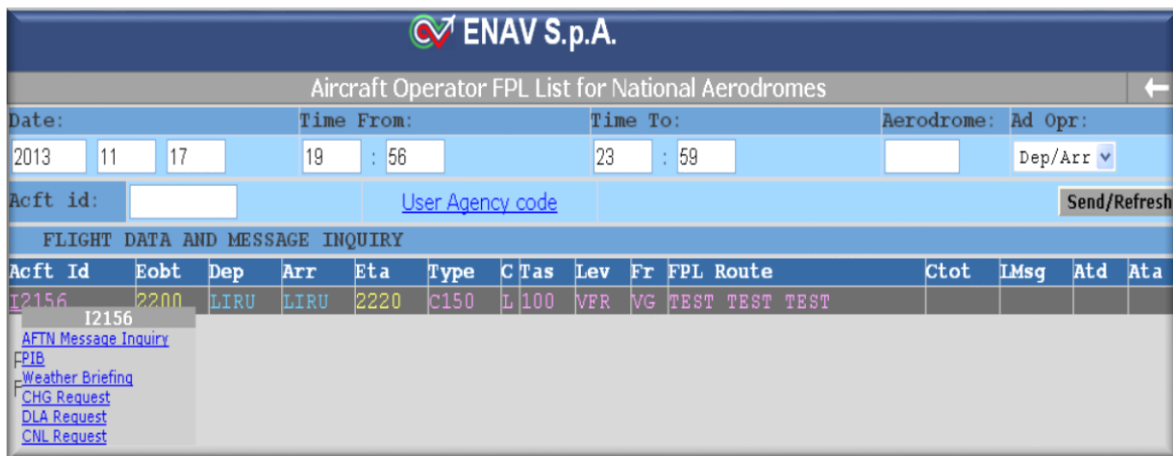 ENAV S.p.A.
Aircraft Operator FPL List for National Aerodromes
Date: Time From: Time To: Aerodrome: Ad Opr:
2013 11 17 19 : 56 23 : 59 Dep/Arr
Acft id: User Agency code Send/Refresh
FLIGHT DATA AND MESSAGE INQUIRY
Acft Id Eobt Dep Arr Eta Type C Tas Lev Fr FPL Route Ctot LMsg Atd Ata
I2156 2200 LIRU LIRU 2220 C150 L 100 VFR VG TEST TEST TEST
I2156
AFTN Message Inquiry
PIB
Weather Briefing
CHG Request
DLA Request
CNL Request